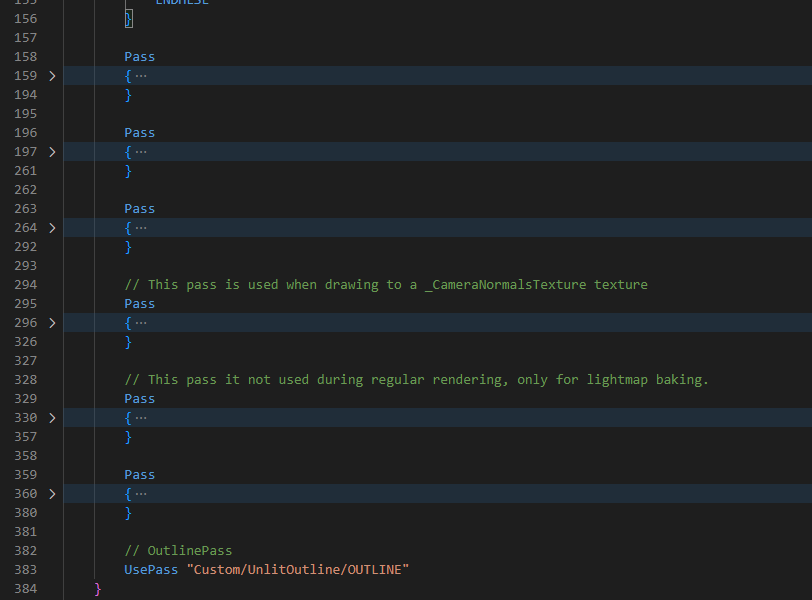 155 ENDHLSL
156 }
157
158 Pass
159 > { ...
194 }
195
196 Pass
197 > { ...
261 }
262
263 Pass
264 > { ...
292 }
293
294 // This pass is used when drawing to a _CameraNormalsTexture texture
295 Pass
296 > { ...
326 }
327
328 // This pass it not used during regular rendering, only for lightmap baking.
329 Pass
330 > { ...
357 }
358
359 Pass
360 > { ...
380 }
381
382 // OutlinePass
383 UsePass "Custom/UnlitOutline/OUTLINE"
384 }